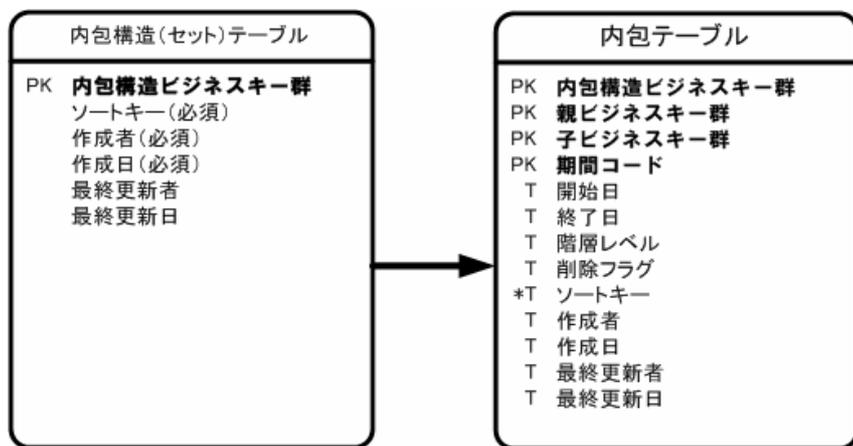 内包構造(セット)テーブル
PK 内包構造ビジネスキー群
ソートキー(必須)
作成者(必須)
作成日(必須)
最終更新者
最終更新日
内包テーブル
PK 内包構造ビジネスキー群
PK 親ビジネスキー群
PK 子ビジネスキー群
PK 期間コード
T 開始日
T 終了日
T 階層レベル
T 削除フラグ
*T ソートキー
T 作成者
T 作成日
T 最終更新者
T 最終更新日